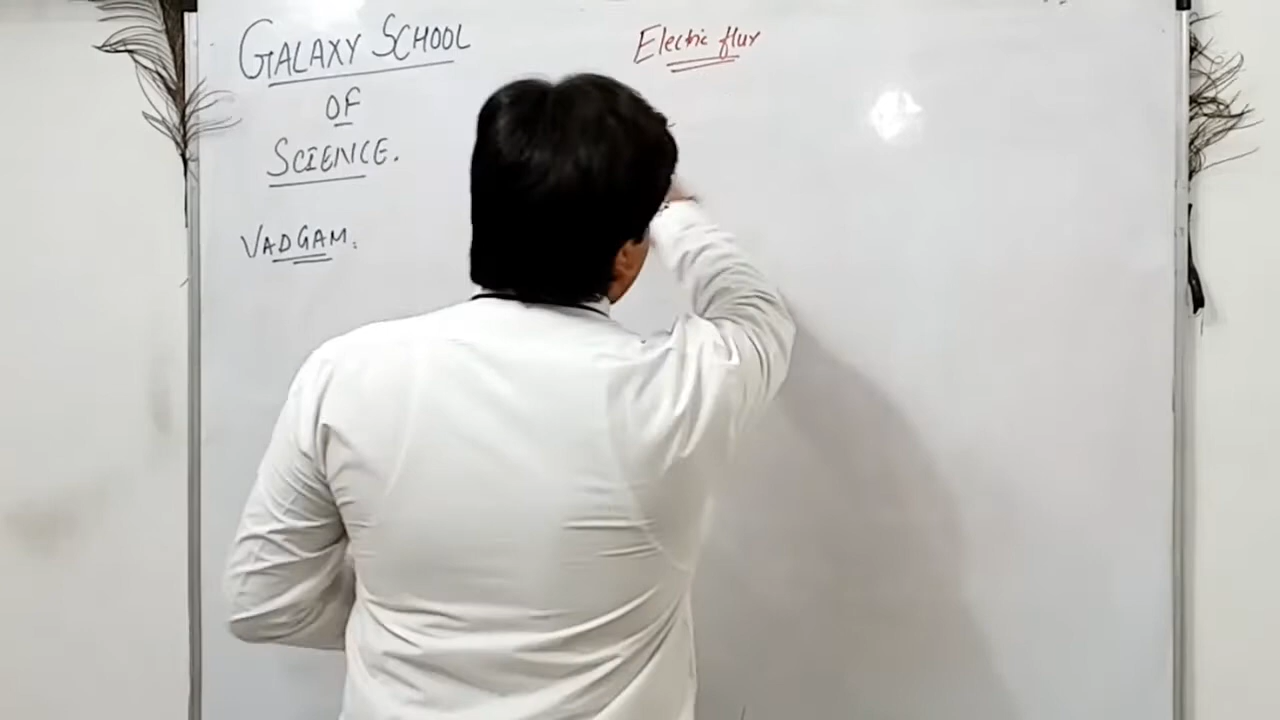 GALAXY SCHOOL
OF
SCIENCE.
VADGAM.
Electric flux